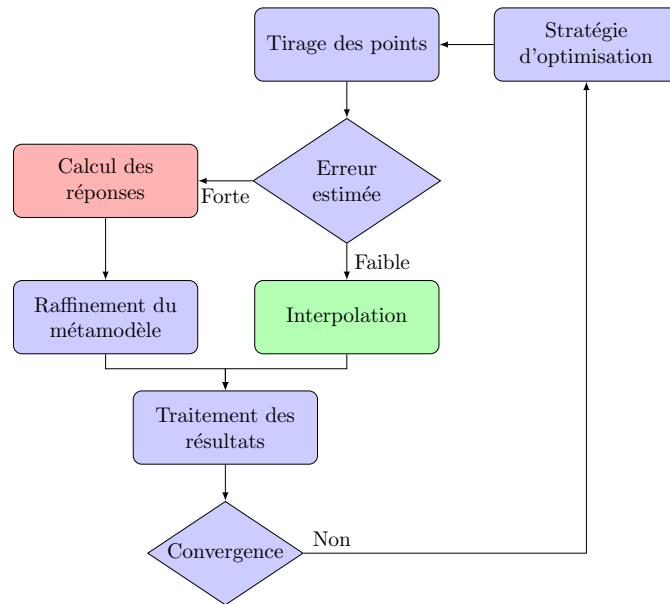 Tirage des points
Stratégie
d'optimisation
Erreur
estimée
Calcul des
réponses
Forte
Faible
Raffinement du
métamodèle
Interpolation
Traitement des
résultats
Convergence
Non